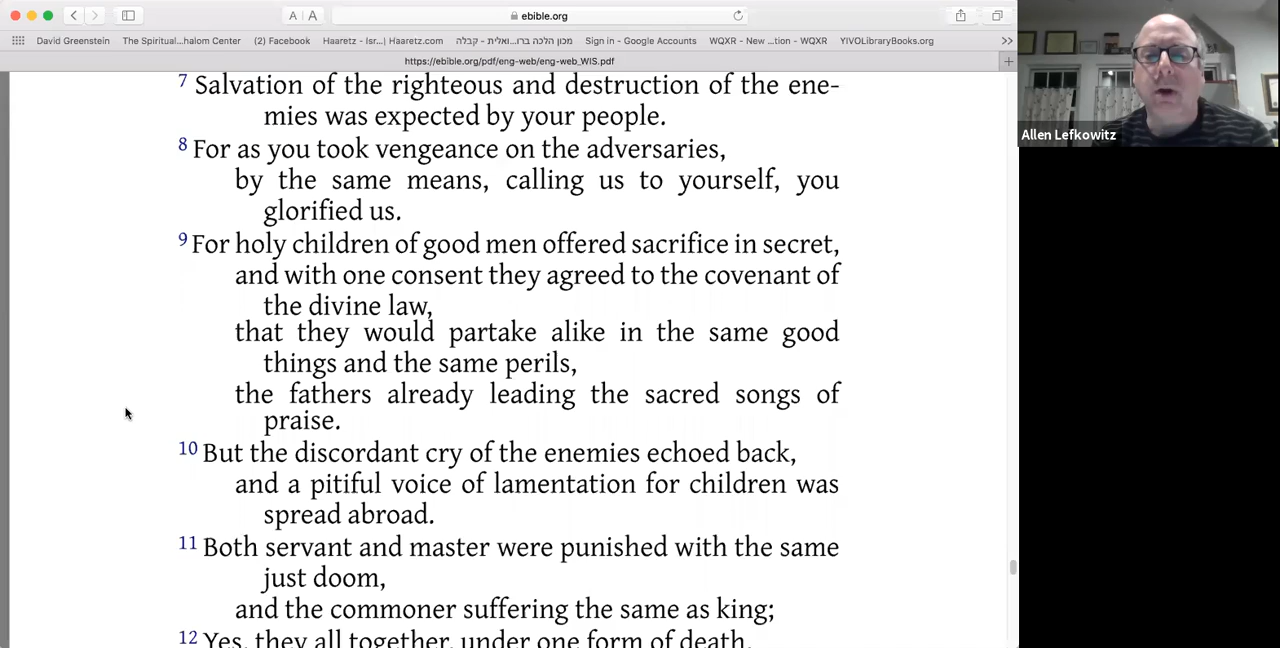 A A
ebible.org
David Greenstein The Spiritual...halom Center (2) Facebook Haaretz - Isr...| Haaretz.com מכון הלכה ברו...ואלית - קבלה Sign in - Google Accounts WQXR - New ...tion - WQXR YIVOLibraryBooks.org >>
https://ebible.org/pdf/eng-web/eng-web_WIS.pdf
7 Salvation of the righteous and destruction of the ene-
mies was expected by your people.
8 For as you took vengeance on the adversaries,
by the same means, calling us to yourself, you
glorified us.
9 For holy children of good men offered sacrifice in secret,
and with one consent they agreed to the covenant of
the divine law,
that they would partake alike in the same good
things and the same perils,
the fathers already leading the sacred songs of
praise.
10 But the discordant cry of the enemies echoed back,
and a pitiful voice of lamentation for children was
spread abroad.
11 Both servant and master were punished with the same
just doom,
and the commoner suffering the same as king;
12 Yes, they all together, under one form of death,
Allen Lefkowitz